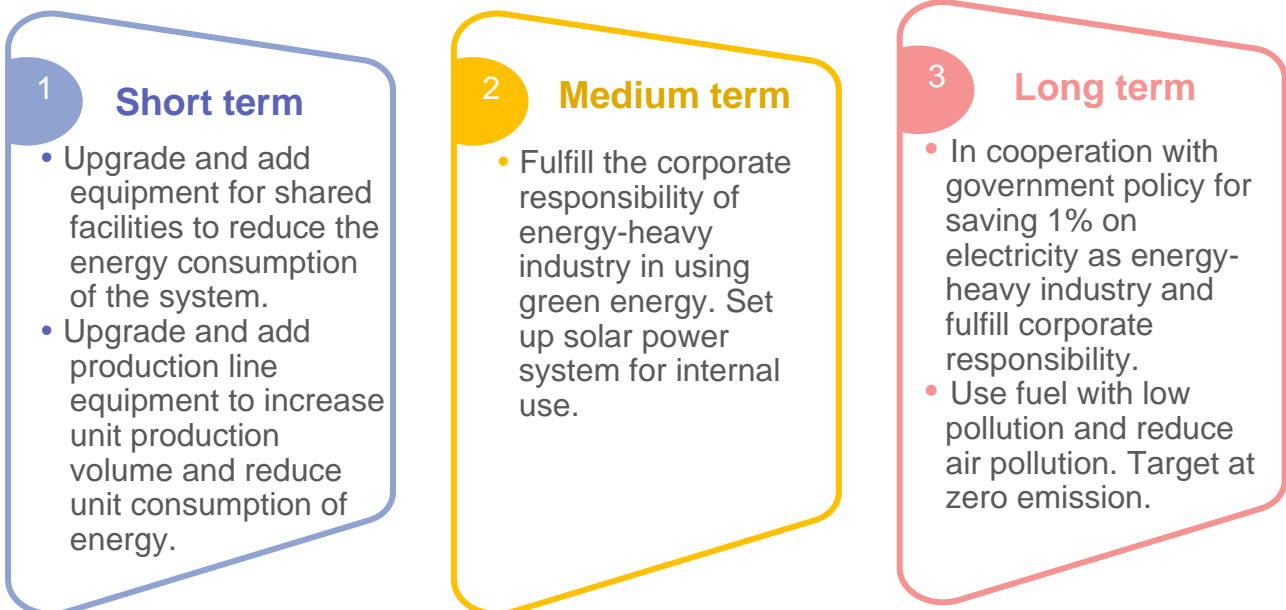 1
Short term
• Upgrade and add
equipment for shared
facilities to reduce the
energy consumption
of the system.
• Upgrade and add
production line
equipment to increase
unit production
volume and reduce
unit consumption of
energy.
2
Medium term
• Fulfill the corporate
responsibility of
energy-heavy
industry in using
green energy. Set
up solar power
system for internal
use.
3
Long term
• In cooperation with
government policy for
saving 1% on
electricity as energy-
heavy industry and
fulfill corporate
responsibility.
• Use fuel with low
pollution and reduce
air pollution. Target at
zero emission.